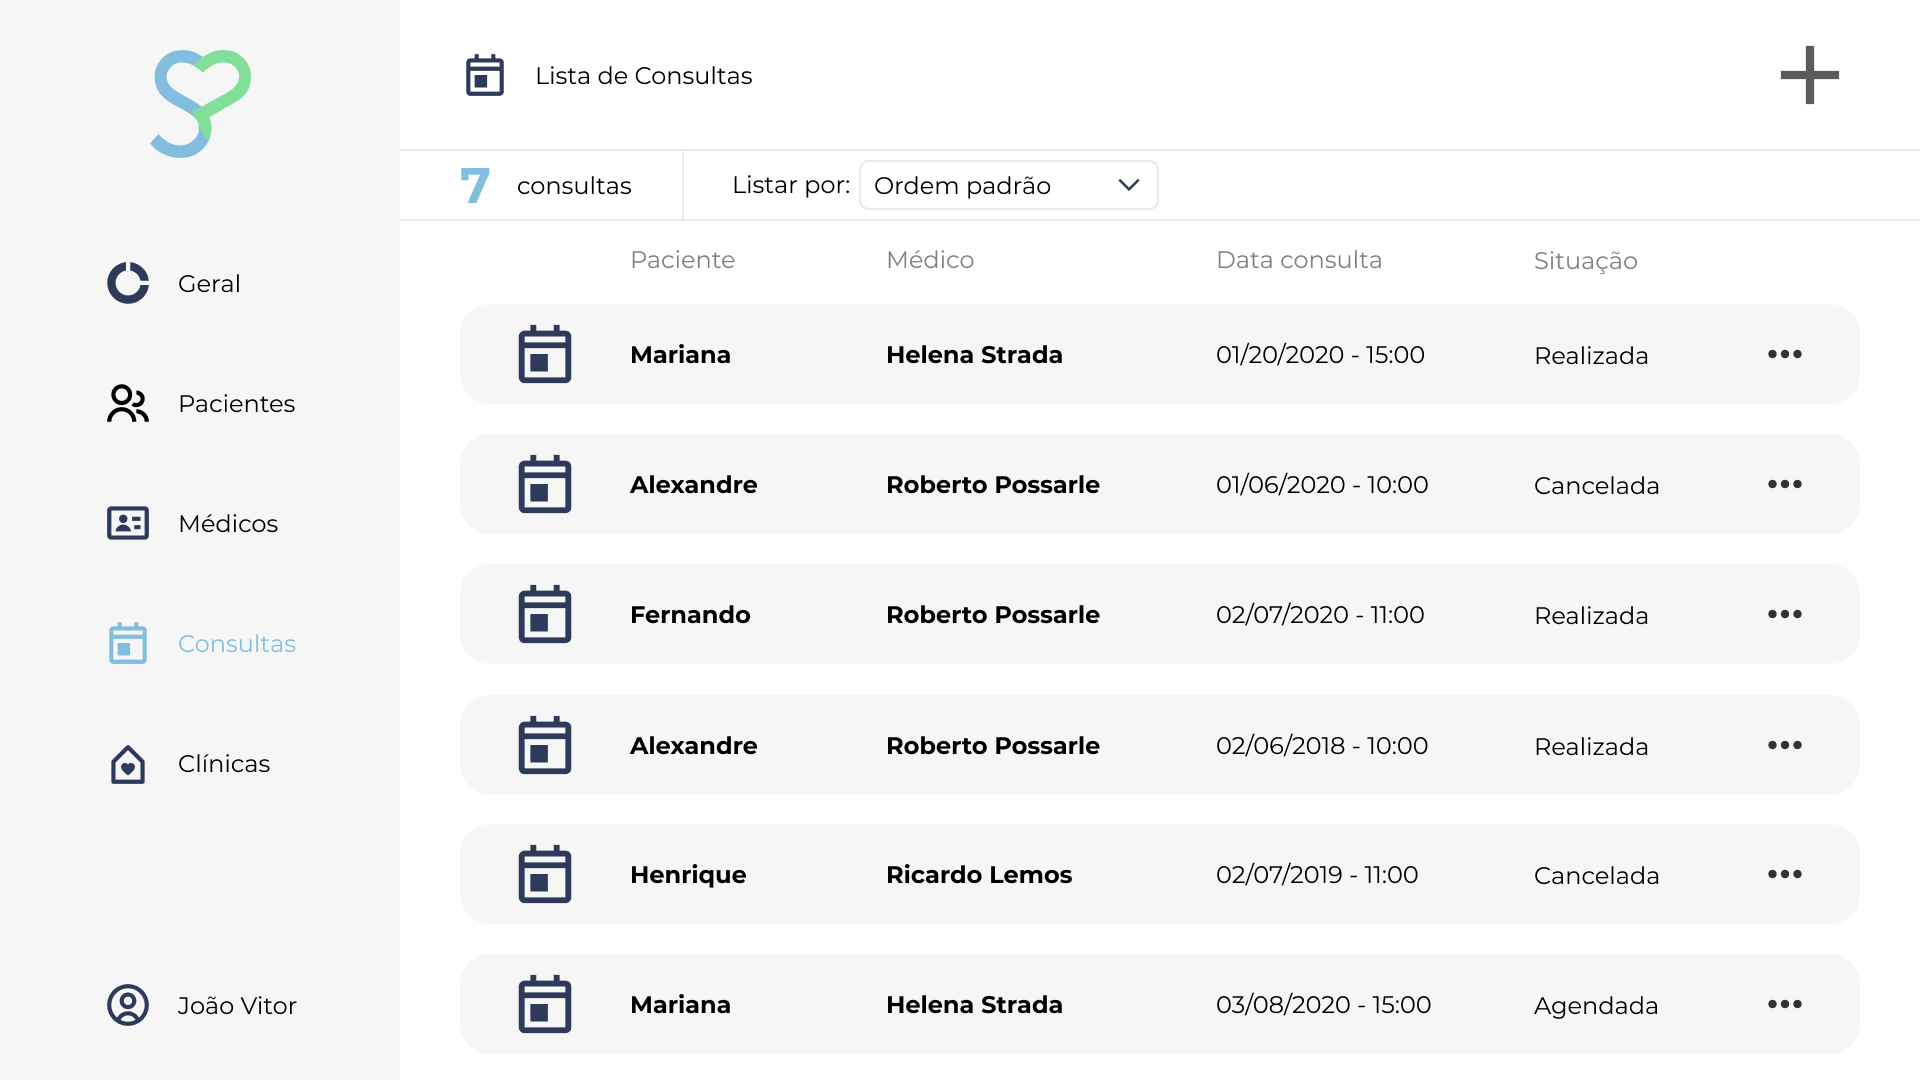 Geral
Pacientes
Médicos
Consultas
Clínicas
João Vitor
Lista de Consultas
7 consultas Listar por: Ordem padrão
Paciente Médico Data consulta Situação
Mariana Helena Strada 01/20/2020 - 15:00 Realizada
Alexandre Roberto Possarle 01/06/2020 - 10:00 Cancelada
Fernando Roberto Possarle 02/07/2020 - 11:00 Realizada
Alexandre Roberto Possarle 02/06/2018 - 10:00 Realizada
Henrique Ricardo Lemos 02/07/2019 - 11:00 Cancelada
Mariana Helena Strada 03/08/2020 - 15:00 Agendada